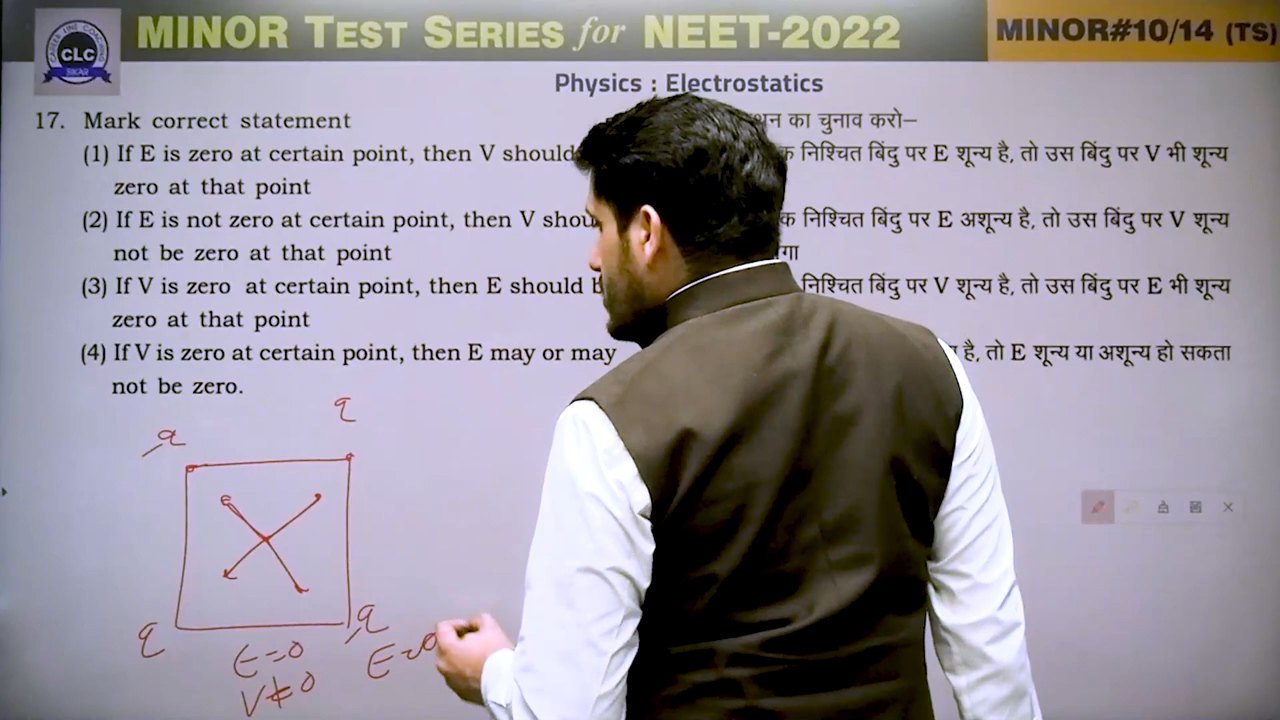 MINOR TEST SERIES for NEET-2022
MINOR#10/14 (TS)
CLC
SIKAR
Physics : Electrostatics
17. Mark correct statement
का चुनाव करो–
(1) If E is zero at certain point, then V should
निश्चित बिंदु पर E शून्य है, तो उस बिंदु पर V भी शून्य
zero at that point
(2) If E is not zero at certain point, then V
निश्चित बिंदु पर E अशून्य है, तो उस बिंदु पर V शून्य
not be zero at that point
(3) If V is zero at certain point, then E should
निश्चित बिंदु पर V शून्य है, तो उस बिंदु पर E भी शून्य
zero at that point
(4) If V is zero at certain point, then E may or may
है, तो E शून्य या अशून्य हो सकता
not be zero.
q
q
q
q
E=0
E=0
V≠0